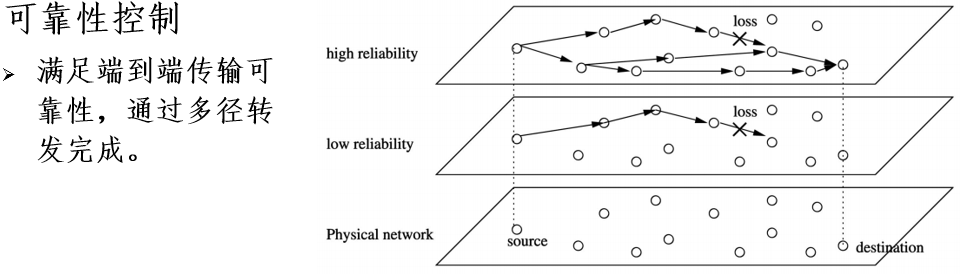 可靠性控制
➢ 满足端到端传输可
靠性，通过多径转
发完成。
high reliability
loss
low reliability
loss
Physical network
source
destination